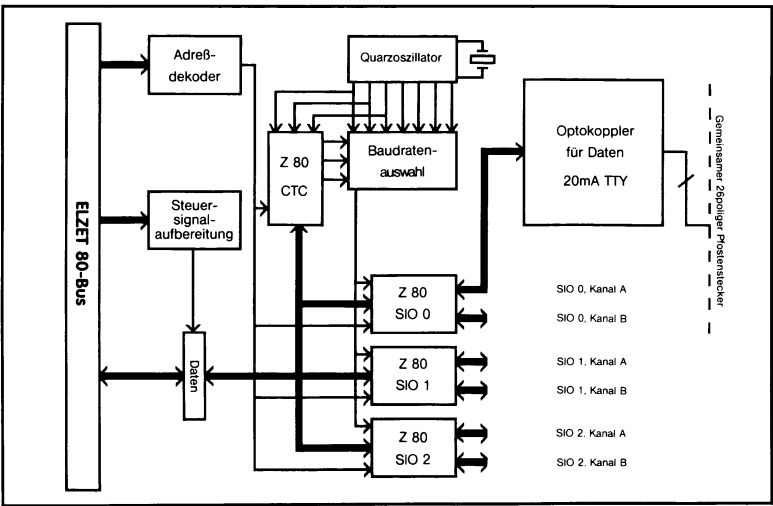 Adreß-
dekoder
Quarzoszillator
Z 80
CTC
Baudraten-
auswahl
Optokoppler
für Daten
20mA TTY
Gemeinsamer 26poliger Pfostenstecker
ELZET 80-Bus
Steuer-
signal-
aufbereitung
Daten
Z 80
SIO 0
SIO 0, Kanal A
SIO 0, Kanal B
Z 80
SIO 1
SIO 1, Kanal A
SIO 1, Kanal B
Z 80
SIO 2
SIO 2. Kanal A
SIO 2. Kanal B